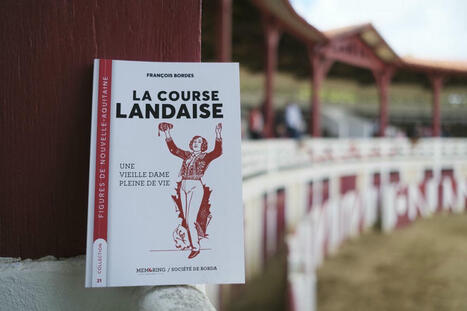 FRANÇOIS BORDES
LA COURSE
LANDAISE
UNE
VIEILLE DAME
PLEINE DE VIE
MEMORING / SOCIÉTÉ DE BORDA
FIGURES DE NOUVELLE-AQUITAINE
COLLECTION
21